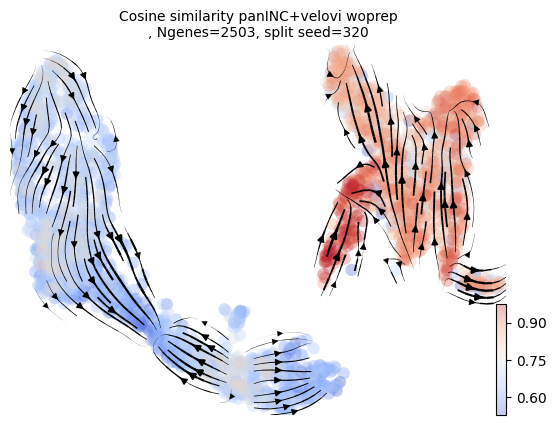 Cosine similarity panINC+velovi woprep
, Ngenes=2503, split seed=320
0.90
0.75
0.60